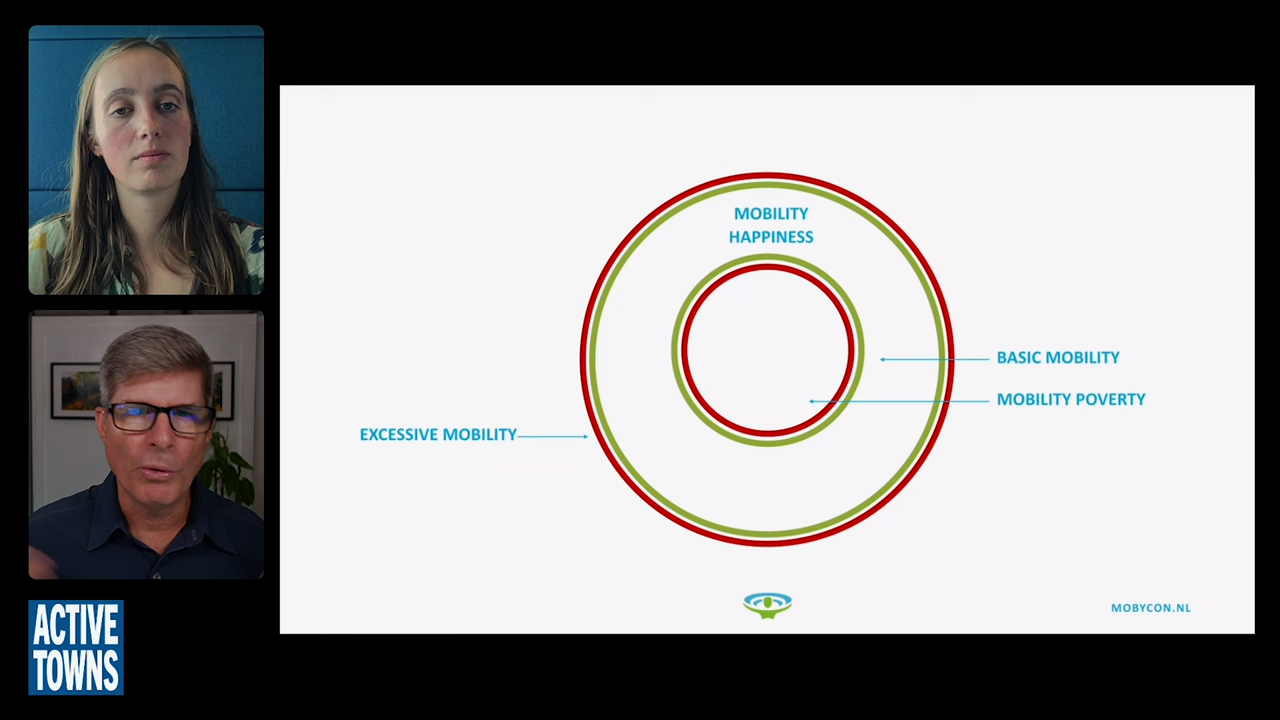 MOBILITY
HAPPINESS
BASIC MOBILITY
MOBILITY POVERTY
EXCESSIVE MOBILITY
MOBYCON.NL
ACTIVE
TOWNS